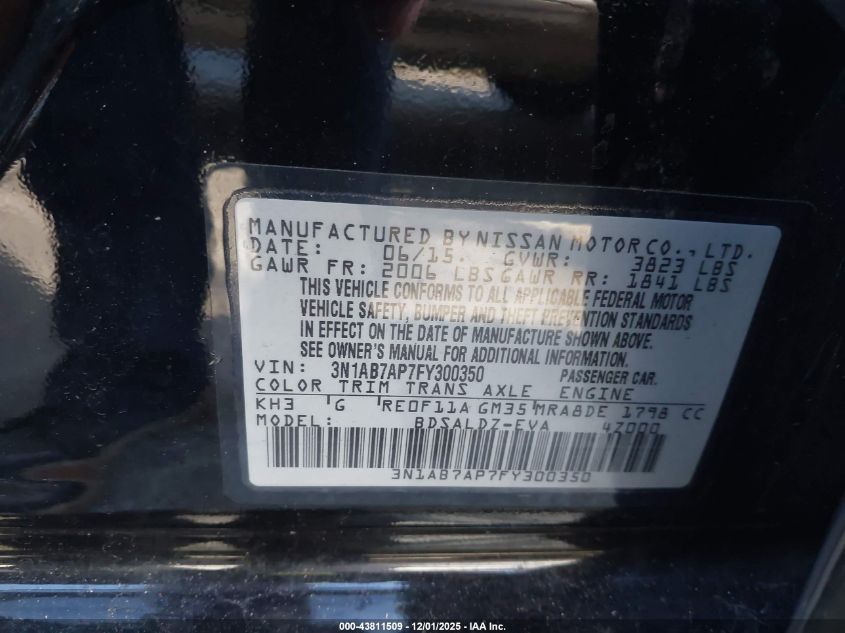 MANUFACTURED BY NISSAN MOTOR CO., LTD.
DATE: 06/15. GVWR: 3823 LBS
GAWR FR: 2006 LBS GAWR RR: 1841 LBS
THIS VEHICLE CONFORMS TO ALL APPLICABLE FEDERAL MOTOR
VEHICLE SAFETY, BUMPER AND THEFT PREVENTION STANDARDS
IN EFFECT ON THE DATE OF MANUFACTURE SHOWN ABOVE.
SEE OWNER'S MANUAL FOR ADDITIONAL INFORMATION.
VIN: 3N1AB7AP7FY300350 PASSENGER CAR.
COLOR TRIM TRANS AXLE ENGINE
KH3 G RE0F11A GM35 MRA8DE 1798 CC
MODEL: BDSALDZ-EVA 4Z000
3N1AB7AP7FY300350
000-43811509 - 12/01/2025 - IAA Inc.